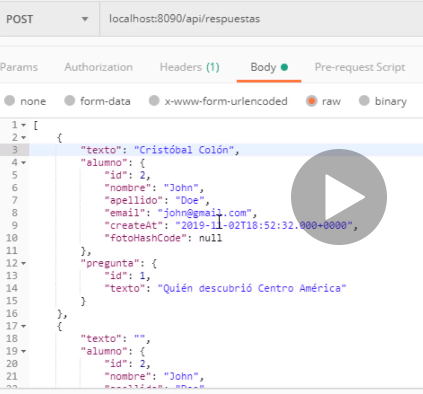 POST localhost:8090/api/respuestas
Params Authorization Headers (1) Body Pre-request Script
none form-data x-www-form-urlencoded raw binary
1 [
2 {
3 "texto": "Cristóbal Colón",
4 "alumno": {
5 "id": 2,
6 "nombre": "John",
7 "apellido": "Doe",
8 "email": "john@gmail.com",
9 "createAt": "2019-11-02T18:52:32.000+0000",
10 "fotoHashCode": null
11 },
12 "pregunta": {
13 "id": 1,
14 "texto": "Quién descubrió Centro América"
15 }
16 },
17 {
18 "texto": "",
19 "alumno": {
20 "id": 2,
21 "nombre": "John",
22 "apellido": "Doe",